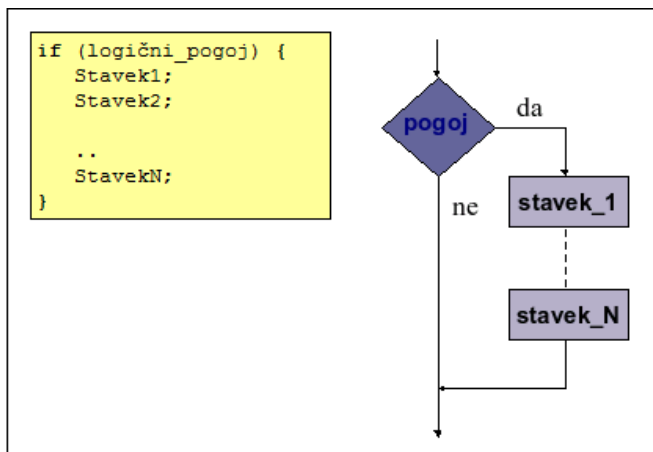 if (logični_pogoj) {
Stavek1;
Stavek2;
..
StavekN;
}
pogoj
da
ne
stavek_1
stavek_N